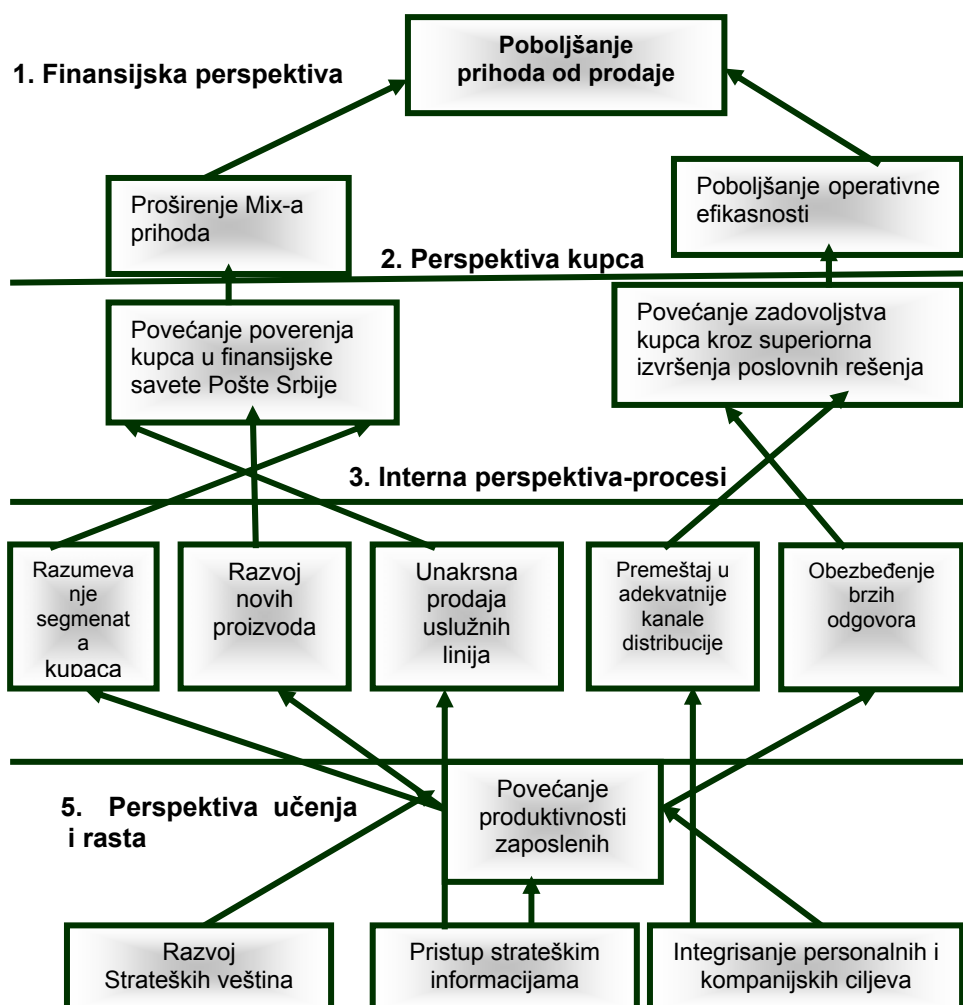 Poboljšanje
prihoda od prodaje
1. Finansijska perspektiva
Proširenje Mix-a
prihoda
Poboljšanje operativne
efikasnosti
2. Perspektiva kupca
Povećanje poverenja
kupca u finansijske
savete Pošte Srbije
Povećanje zadovoljstva
kupca kroz superiorna
izvršenja poslovnih rešenja
3. Interna perspektiva-procesi
Razumeva
nje
segmenat
a
kupaca
Razvoj
novih
proizvoda
Unakrsna
prodaja
uslužnih
linija
Premeštaj u
adekvatnije
kanale
distribucije
Obezbeđenje
brzih
odgovora
5. Perspektiva učenja
i rasta
Povećanje
produktivnosti
zaposlenih
Razvoj
Strateških veština
Pristup strateškim
informacijama
Integrisanje personalnih i
kompanijskih ciljeva